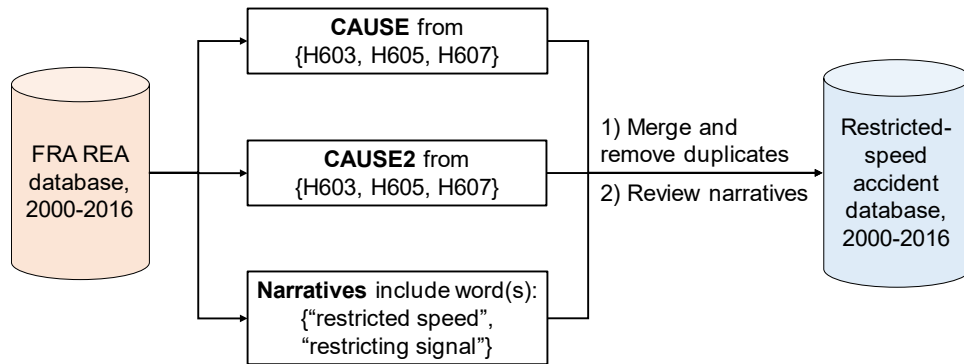 FRA REA
database,
2000-2016
CAUSE from
{H603, H605, H607}
CAUSE2 from
{H603, H605, H607}
Narratives include word(s):
{“restricted speed”,
“restricting signal”}
1) Merge and
remove duplicates
2) Review narratives
Restricted-
speed
accident
database,
2000-2016